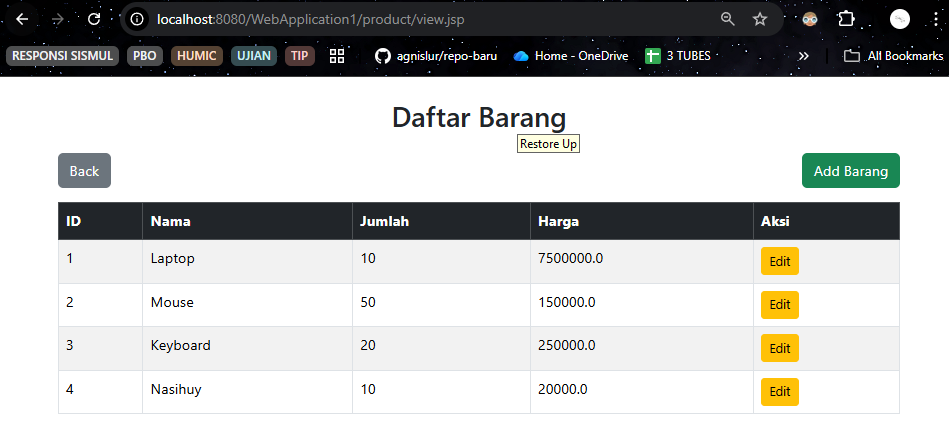 localhost:8080/WebApplication1/product/view.jsp
RESPONSI SISMUL PBO HUMIC UJIAN TIP agnislur/repo-baru Home - OneDrive 3 TUBES » All Bookmarks
Daftar Barang
Restore Up
Back Add Barang
ID Nama Jumlah Harga Aksi
1 Laptop 10 7500000.0 Edit
2 Mouse 50 150000.0 Edit
3 Keyboard 20 250000.0 Edit
4 Nasihuy 10 20000.0 Edit